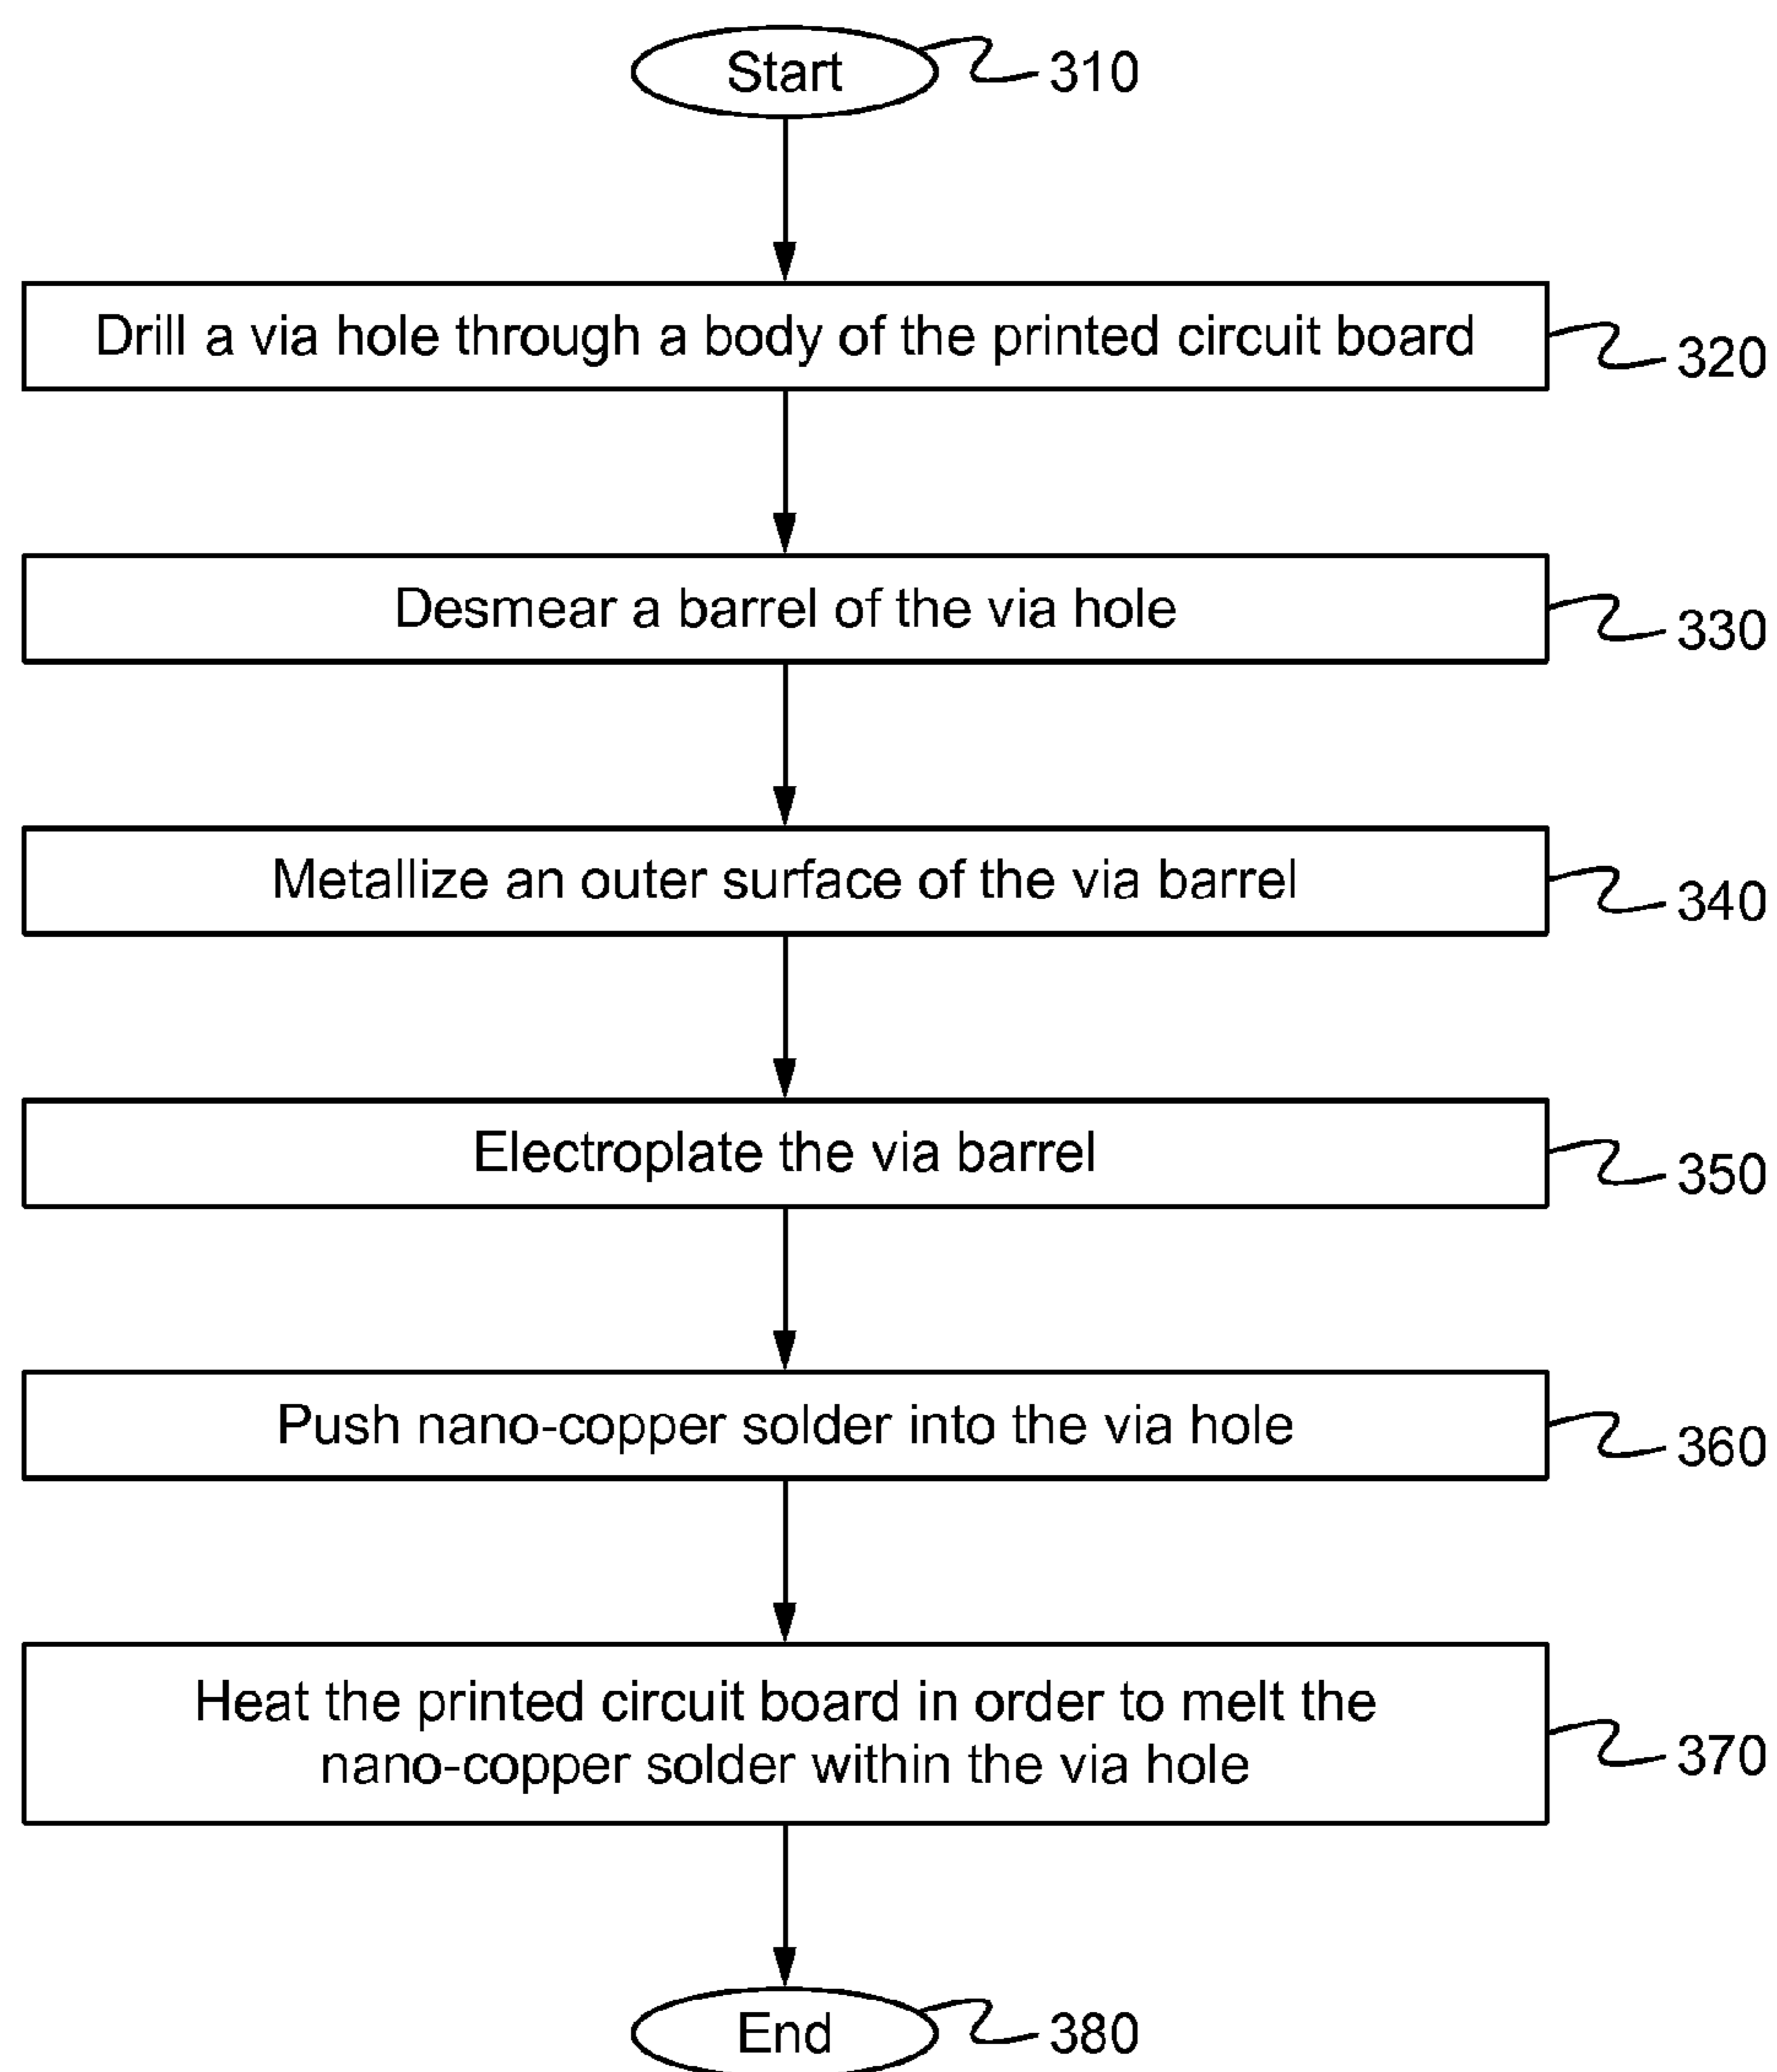 Start
310
Drill a via hole through a body of the printed circuit board
320
Desmear a barrel of the via hole
330
Metallize an outer surface of the via barrel
340
Electroplate the via barrel
350
Push nano-copper solder into the via hole
360
Heat the printed circuit board in order to melt the
nano-copper solder within the via hole
370
End
380